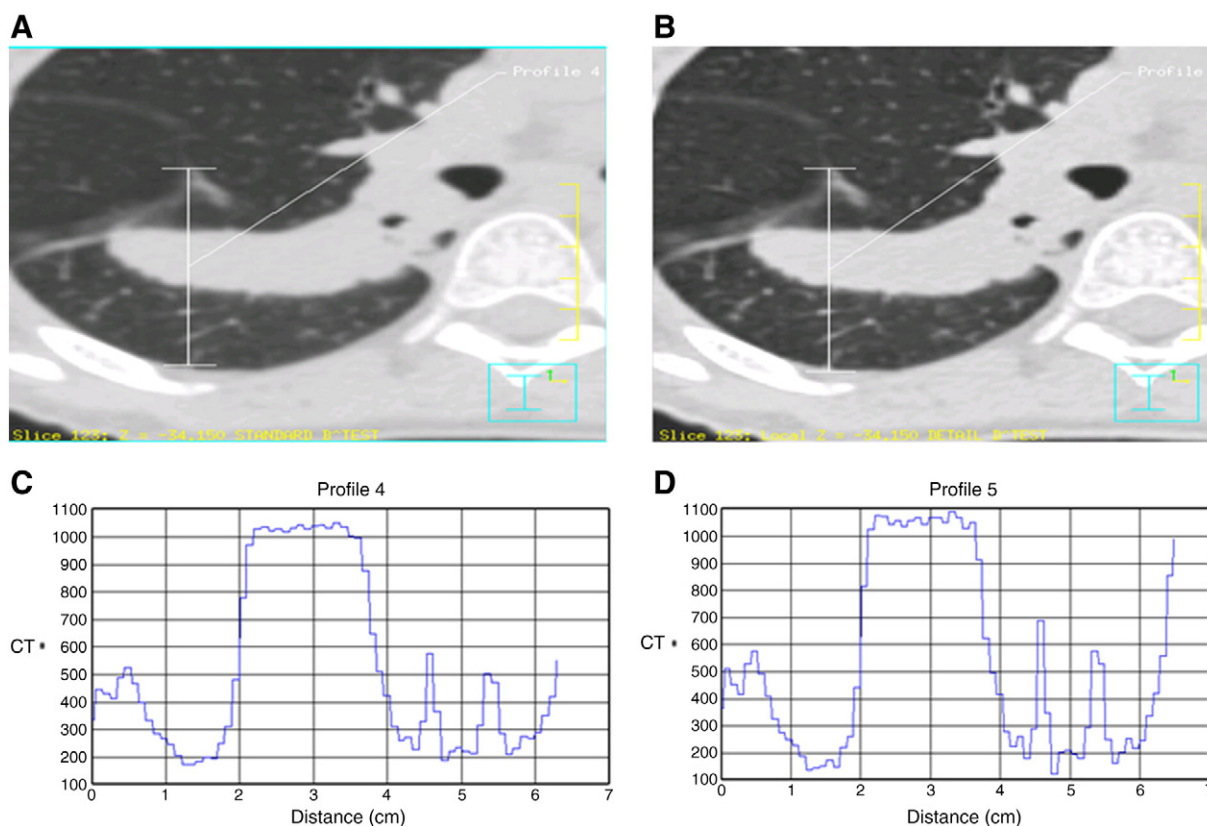 A
B
Profile 4
Profile
Slice 123; Z = -34.150 STANDARD B^TEST
Slice 123; Local Z = -34.150 DETAIL B^TEST
C
D
Profile 4
Profile 5
1100
1000
900
800
700
600
500
400
300
200
100
CT *
0 1 2 3 4 5 6 7
Distance (cm)
1100
1000
900
800
700
600
500
400
300
200
100
CT *
0 1 2 3 4 5 6 7
Distance (cm)